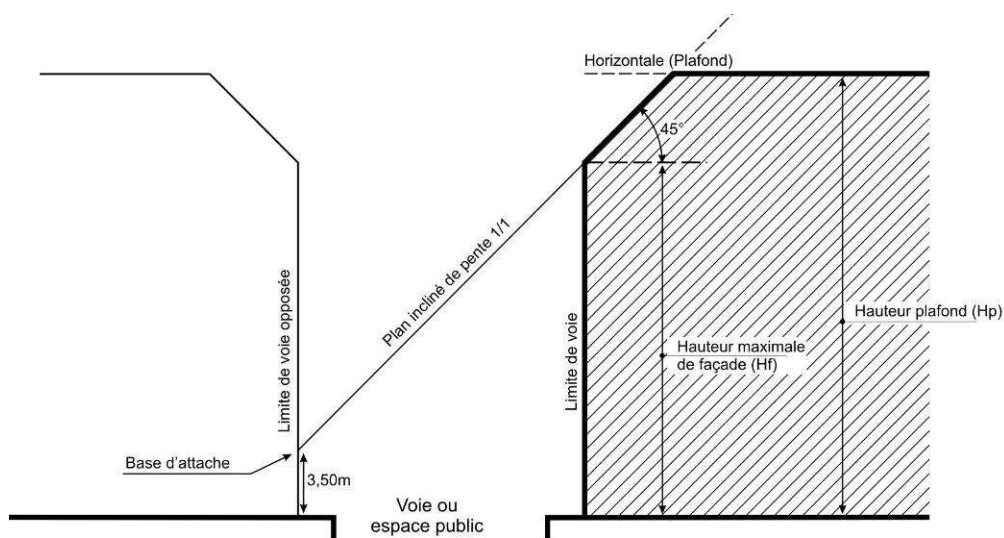 Horizontale (Plafond)
45°
Limite de voie opposée
Plan incliné de pente 1/1
Limite de voie
Hauteur plafond (Hp)
Hauteur maximale
de façade (Hf)
Base d'attache
3,50m
Voie ou
espace public